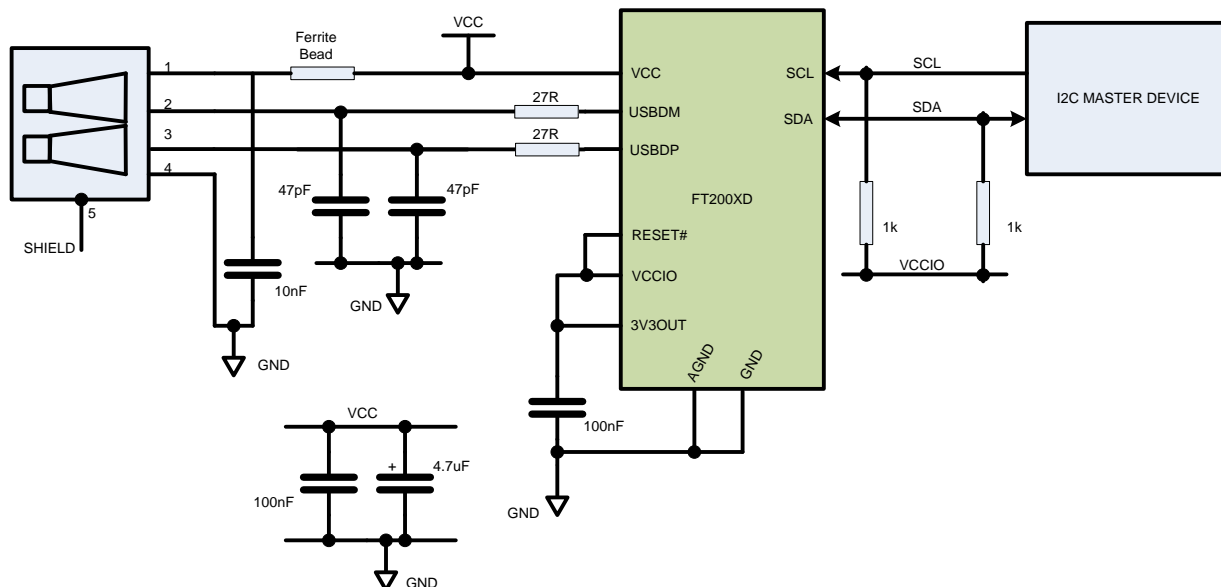 VCC
Ferrite
Bead
1
2
3
4
5
SHIELD
27R
27R
47pF
47pF
10nF
GND
GND
VCC
USBDM
USBDP
FT200XD
RESET#
VCCIO
3V3OUT
AGND
GND
SCL
SDA
SCL
SDA
I2C MASTER DEVICE
1k
1k
VCCIO
100nF
GND
VCC
100nF
+
4.7uF
GND